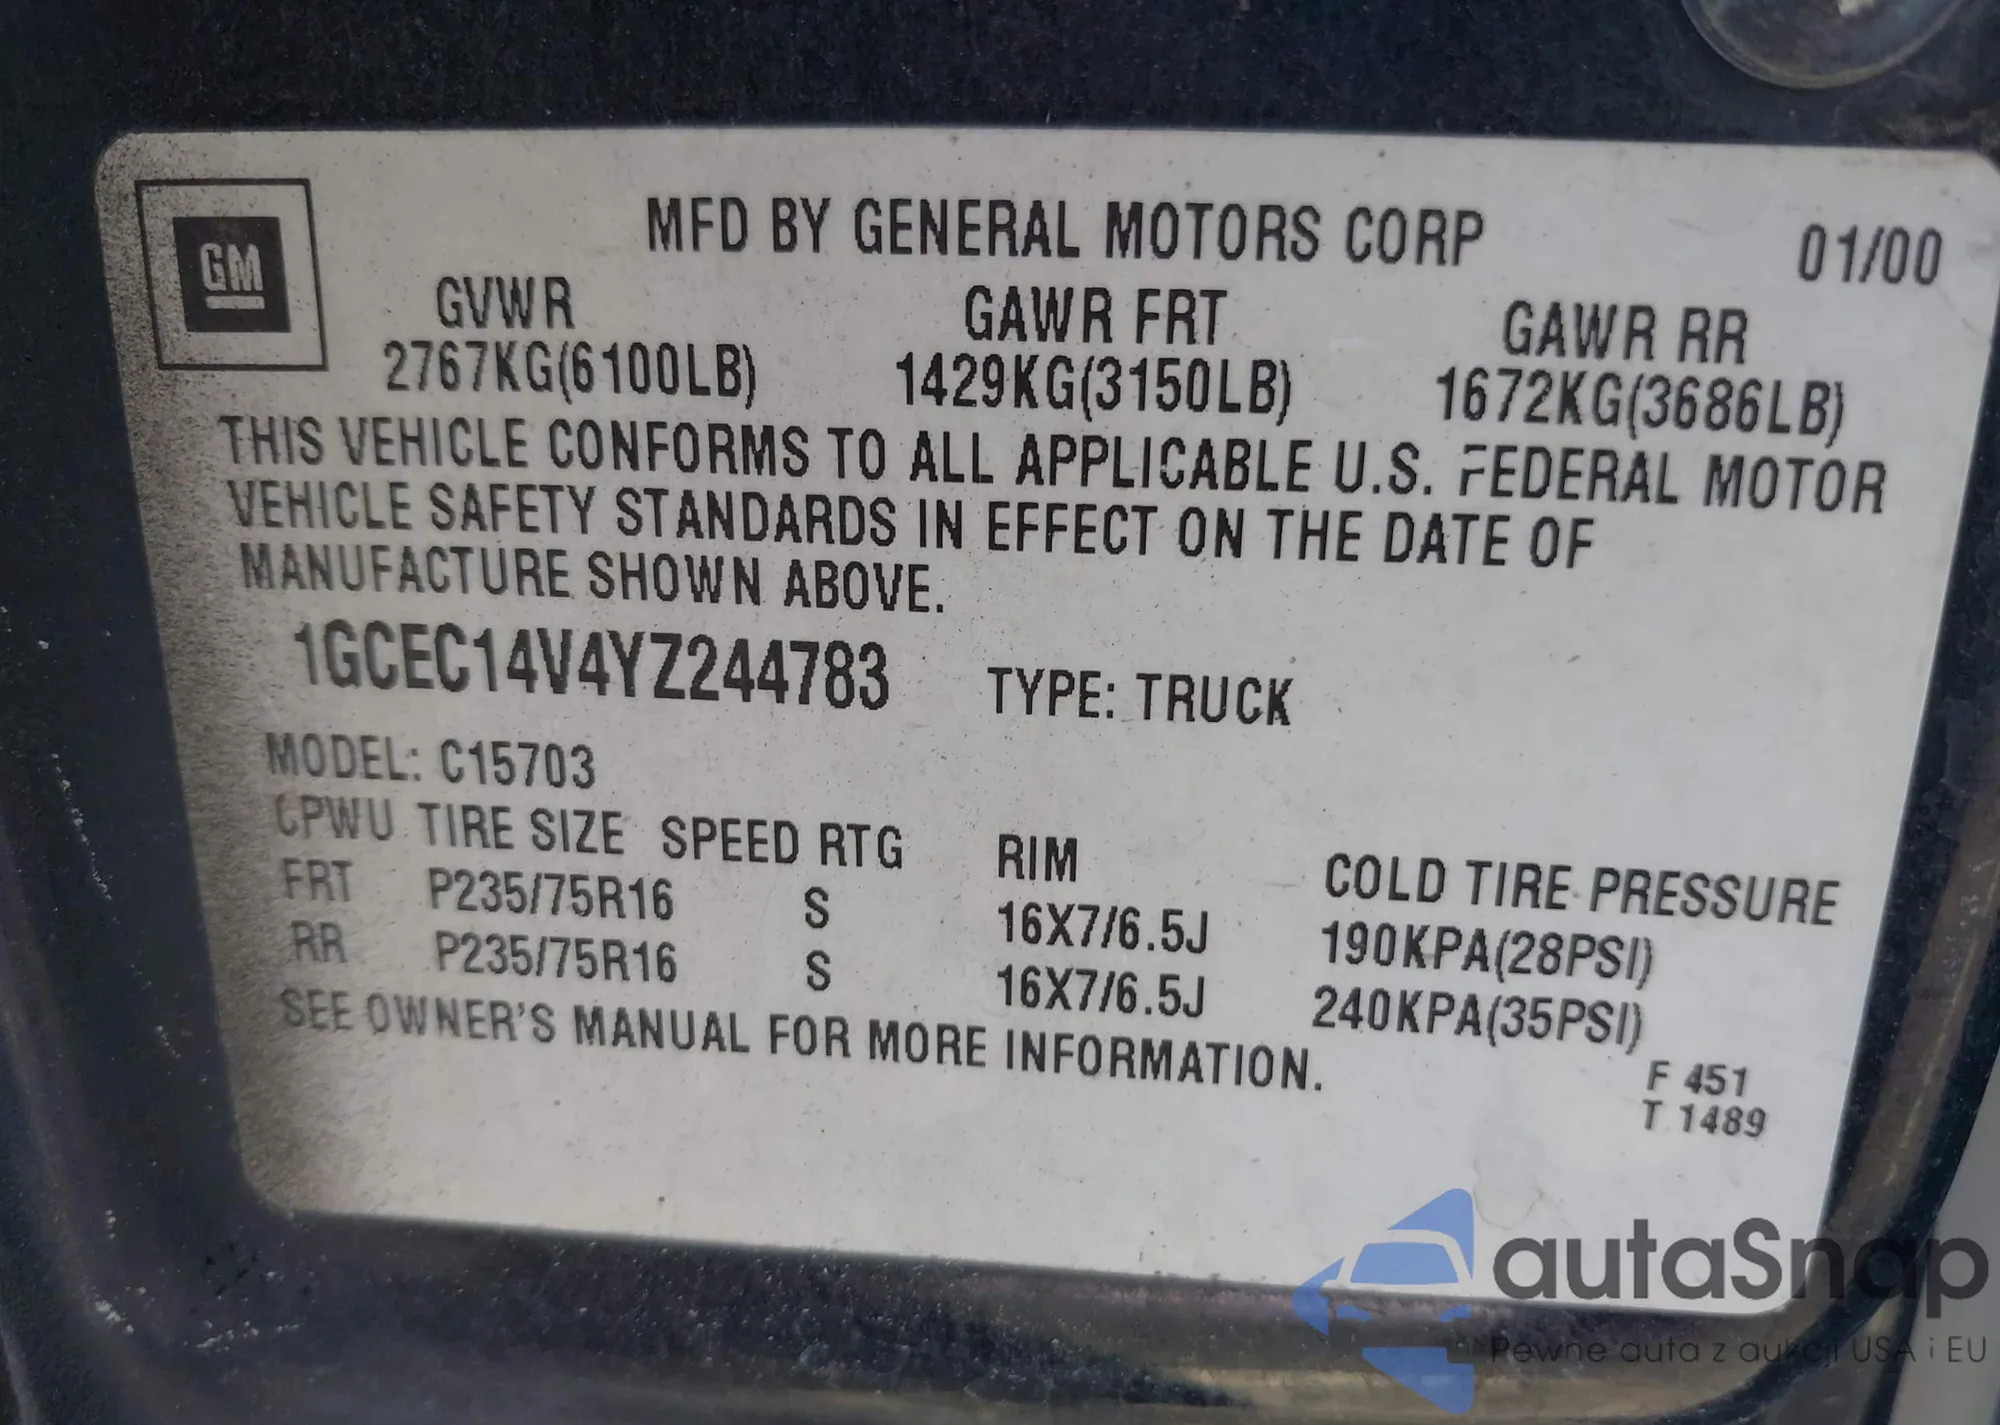 GM
MFD BY GENERAL MOTORS CORP 01/00
GVWR GAWR FRT GAWR RR
2767KG(6100LB) 1429KG(3150LB) 1672KG(3686LB)
THIS VEHICLE CONFORMS TO ALL APPLICABLE U.S. FEDERAL MOTOR
VEHICLE SAFETY STANDARDS IN EFFECT ON THE DATE OF
MANUFACTURE SHOWN ABOVE.
1GCEC14V4YZ244783 TYPE: TRUCK
MODEL: C15703
CPWU TIRE SIZE SPEED RTG RIM COLD TIRE PRESSURE
FRT P235/75R16 S 16X7/6.5J 190KPA(28PSI)
RR P235/75R16 S 16X7/6.5J 240KPA(35PSI)
SEE OWNER'S MANUAL FOR MORE INFORMATION.
F 451
T 1489
autaSnap
Pewne auta z aukcji USA i EU